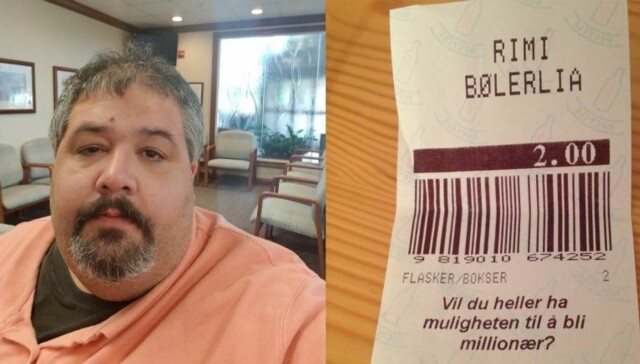 RIMI
BØLERLIA
2.00
9 819010 674252
FLASKER/BOKSER 2
Vil du heller ha
muligheten til å bli
millionær?